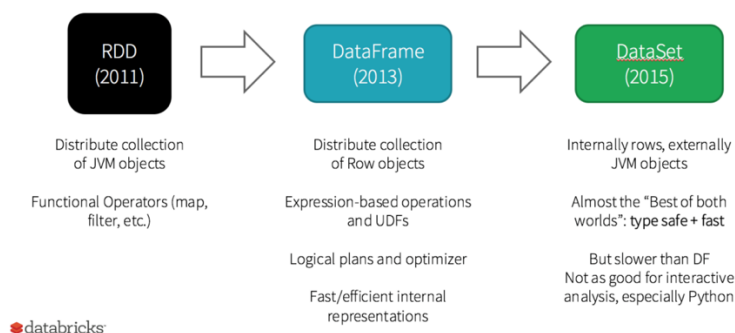 RDD
(2011)
DataFrame
(2013)
DataSet
(2015)
Distribute collection
of JVM objects
Functional Operators (map,
filter, etc.)
Distribute collection
of Row objects
Expression-based operations
and UDFs
Logical plans and optimizer
Fast/efficient internal
representations
Internally rows, externally
JVM objects
Almost the “Best of both
worlds”: type safe + fast
But slower than DF
Not as good for interactive
analysis, especially Python
databricks